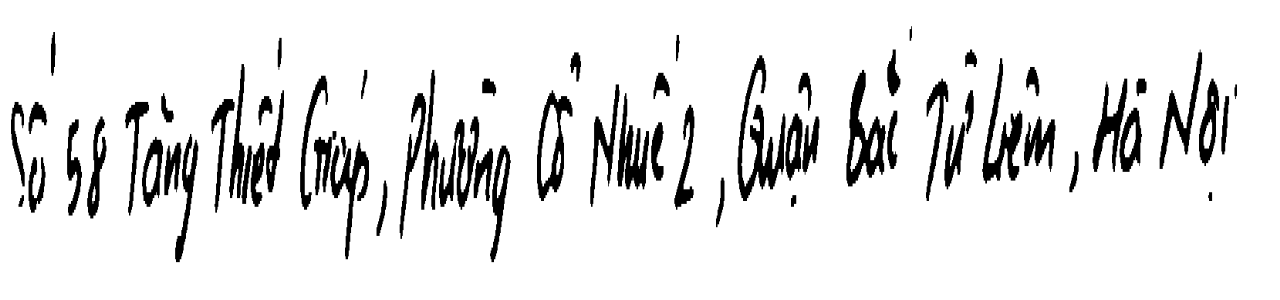 Số 58 Tăng Thiết Giáp, Phường Cổ Nhuế 2, Quận Bắc Từ Liêm, Hà Nội